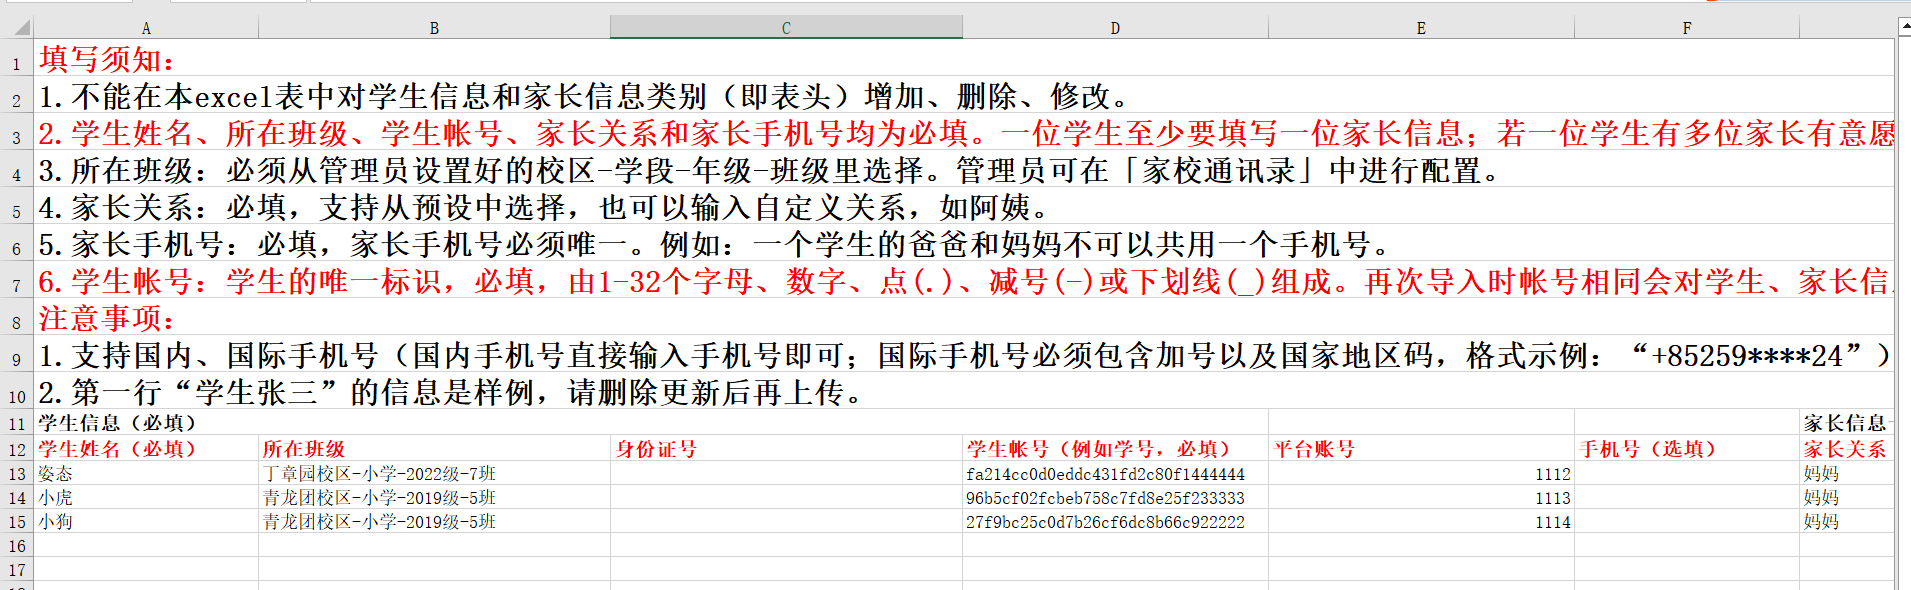 A B C D E F
1 填写须知：
2 1.不能在本excel表中对学生信息和家长信息类别（即表头）增加、删除、修改。
3 2.学生姓名、所在班级、学生帐号、家长关系和家长手机号均为必填。一位学生至少要填写一位家长信息；若一位学生有多位家长有意愿
4 3.所在班级：必须从管理员设置好的校区-学段-年级-班级里选择。管理员可在「家校通讯录」中进行配置。
5 4.家长关系：必填，支持从预设中选择，也可以输入自定义关系，如阿姨。
6 5.家长手机号：必填，家长手机号必须唯一。例如：一个学生的爸爸和妈妈不可以共用一个手机号。
7 6.学生帐号：学生的唯一标识，必填，由1-32个字母、数字、点(.)、减号(-)或下划线(_)组成。再次导入时帐号相同会对学生、家长信
8 注意事项：
9 1.支持国内、国际手机号（国内手机号直接输入手机号即可；国际手机号必须包含加号以及国家地区码，格式示例：“+85259****24”）
10 2.第一行“学生张三”的信息是样例，请删除更新后再上传。
11 学生信息（必填） 家长信息
12 学生姓名（必填） 所在班级 身份证号 学生帐号（例如学号，必填） 平台账号 手机号（选填） 家长关系
13 姿态 丁章园校区-小学-2022级-7班 fa214cc0d0eddc431fd2c80f1444444 1112 妈妈
14 小虎 青龙团校区-小学-2019级-5班 96b5cf02fcbeb758c7fd8e25f233333 1113 妈妈
15 小狗 青龙团校区-小学-2019级-5班 27f9bc25c0d7b26cf6dc8b66c922222 1114 妈妈
16
17